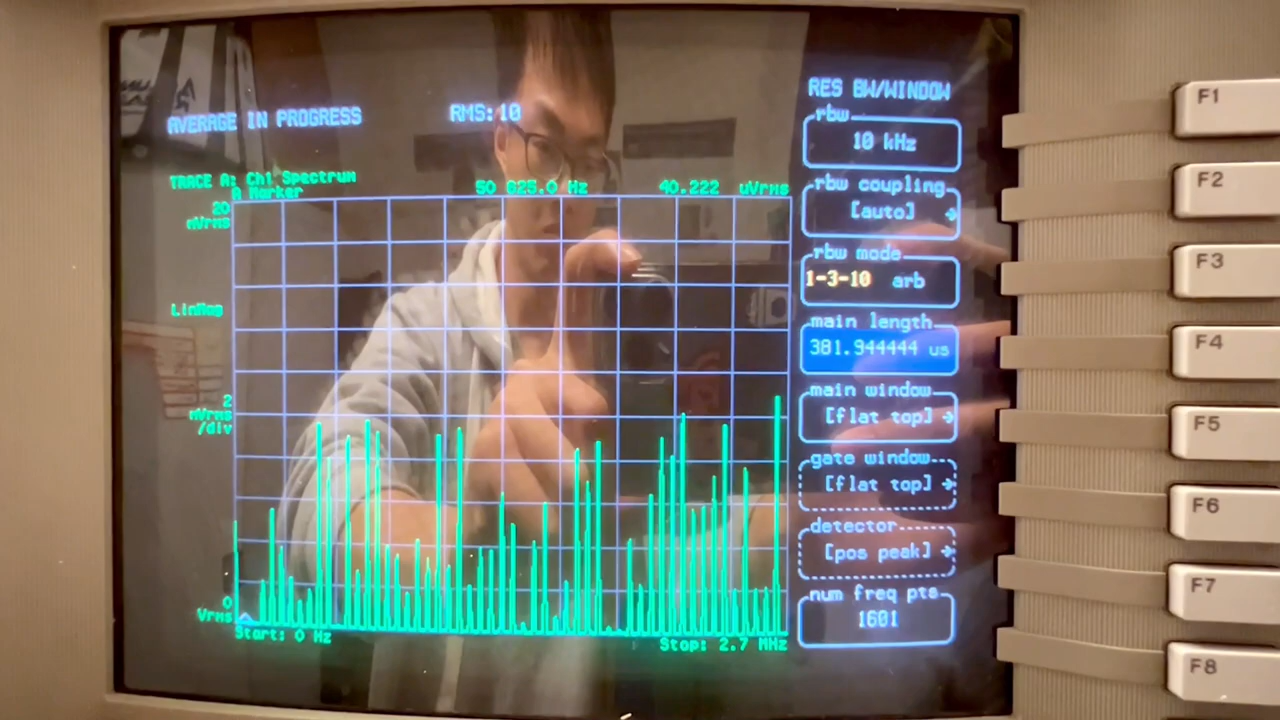 RES BW/WINDOW
AVERAGE IN PROGRESS RMS:10
rbw
10 kHz
F1
TRACE A: Ch1 Spectrum
A Marker 50 625.0 Hz 40.222 uVrms
rbw coupling
[auto]
F2
20
mVrms
rbw mode
1-3-10 arb
F3
LinMag
main length
381.944444 us
F4
2
mVrms
/div
main window
[flat top]
F5
gate window
[flat top]
F6
detector
[pos peak]
F7
0
Vrms
num freq pts
1601
Start: 0 Hz Stop: 2.7 MHz
F8